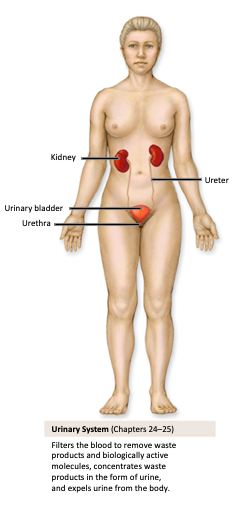 Kidney
Ureter
Urinary bladder
Urethra
Urinary System (Chapters 24–25)
Filters the blood to remove waste
products and biologically active
molecules, concentrates waste
products in the form of urine,
and expels urine from the body.